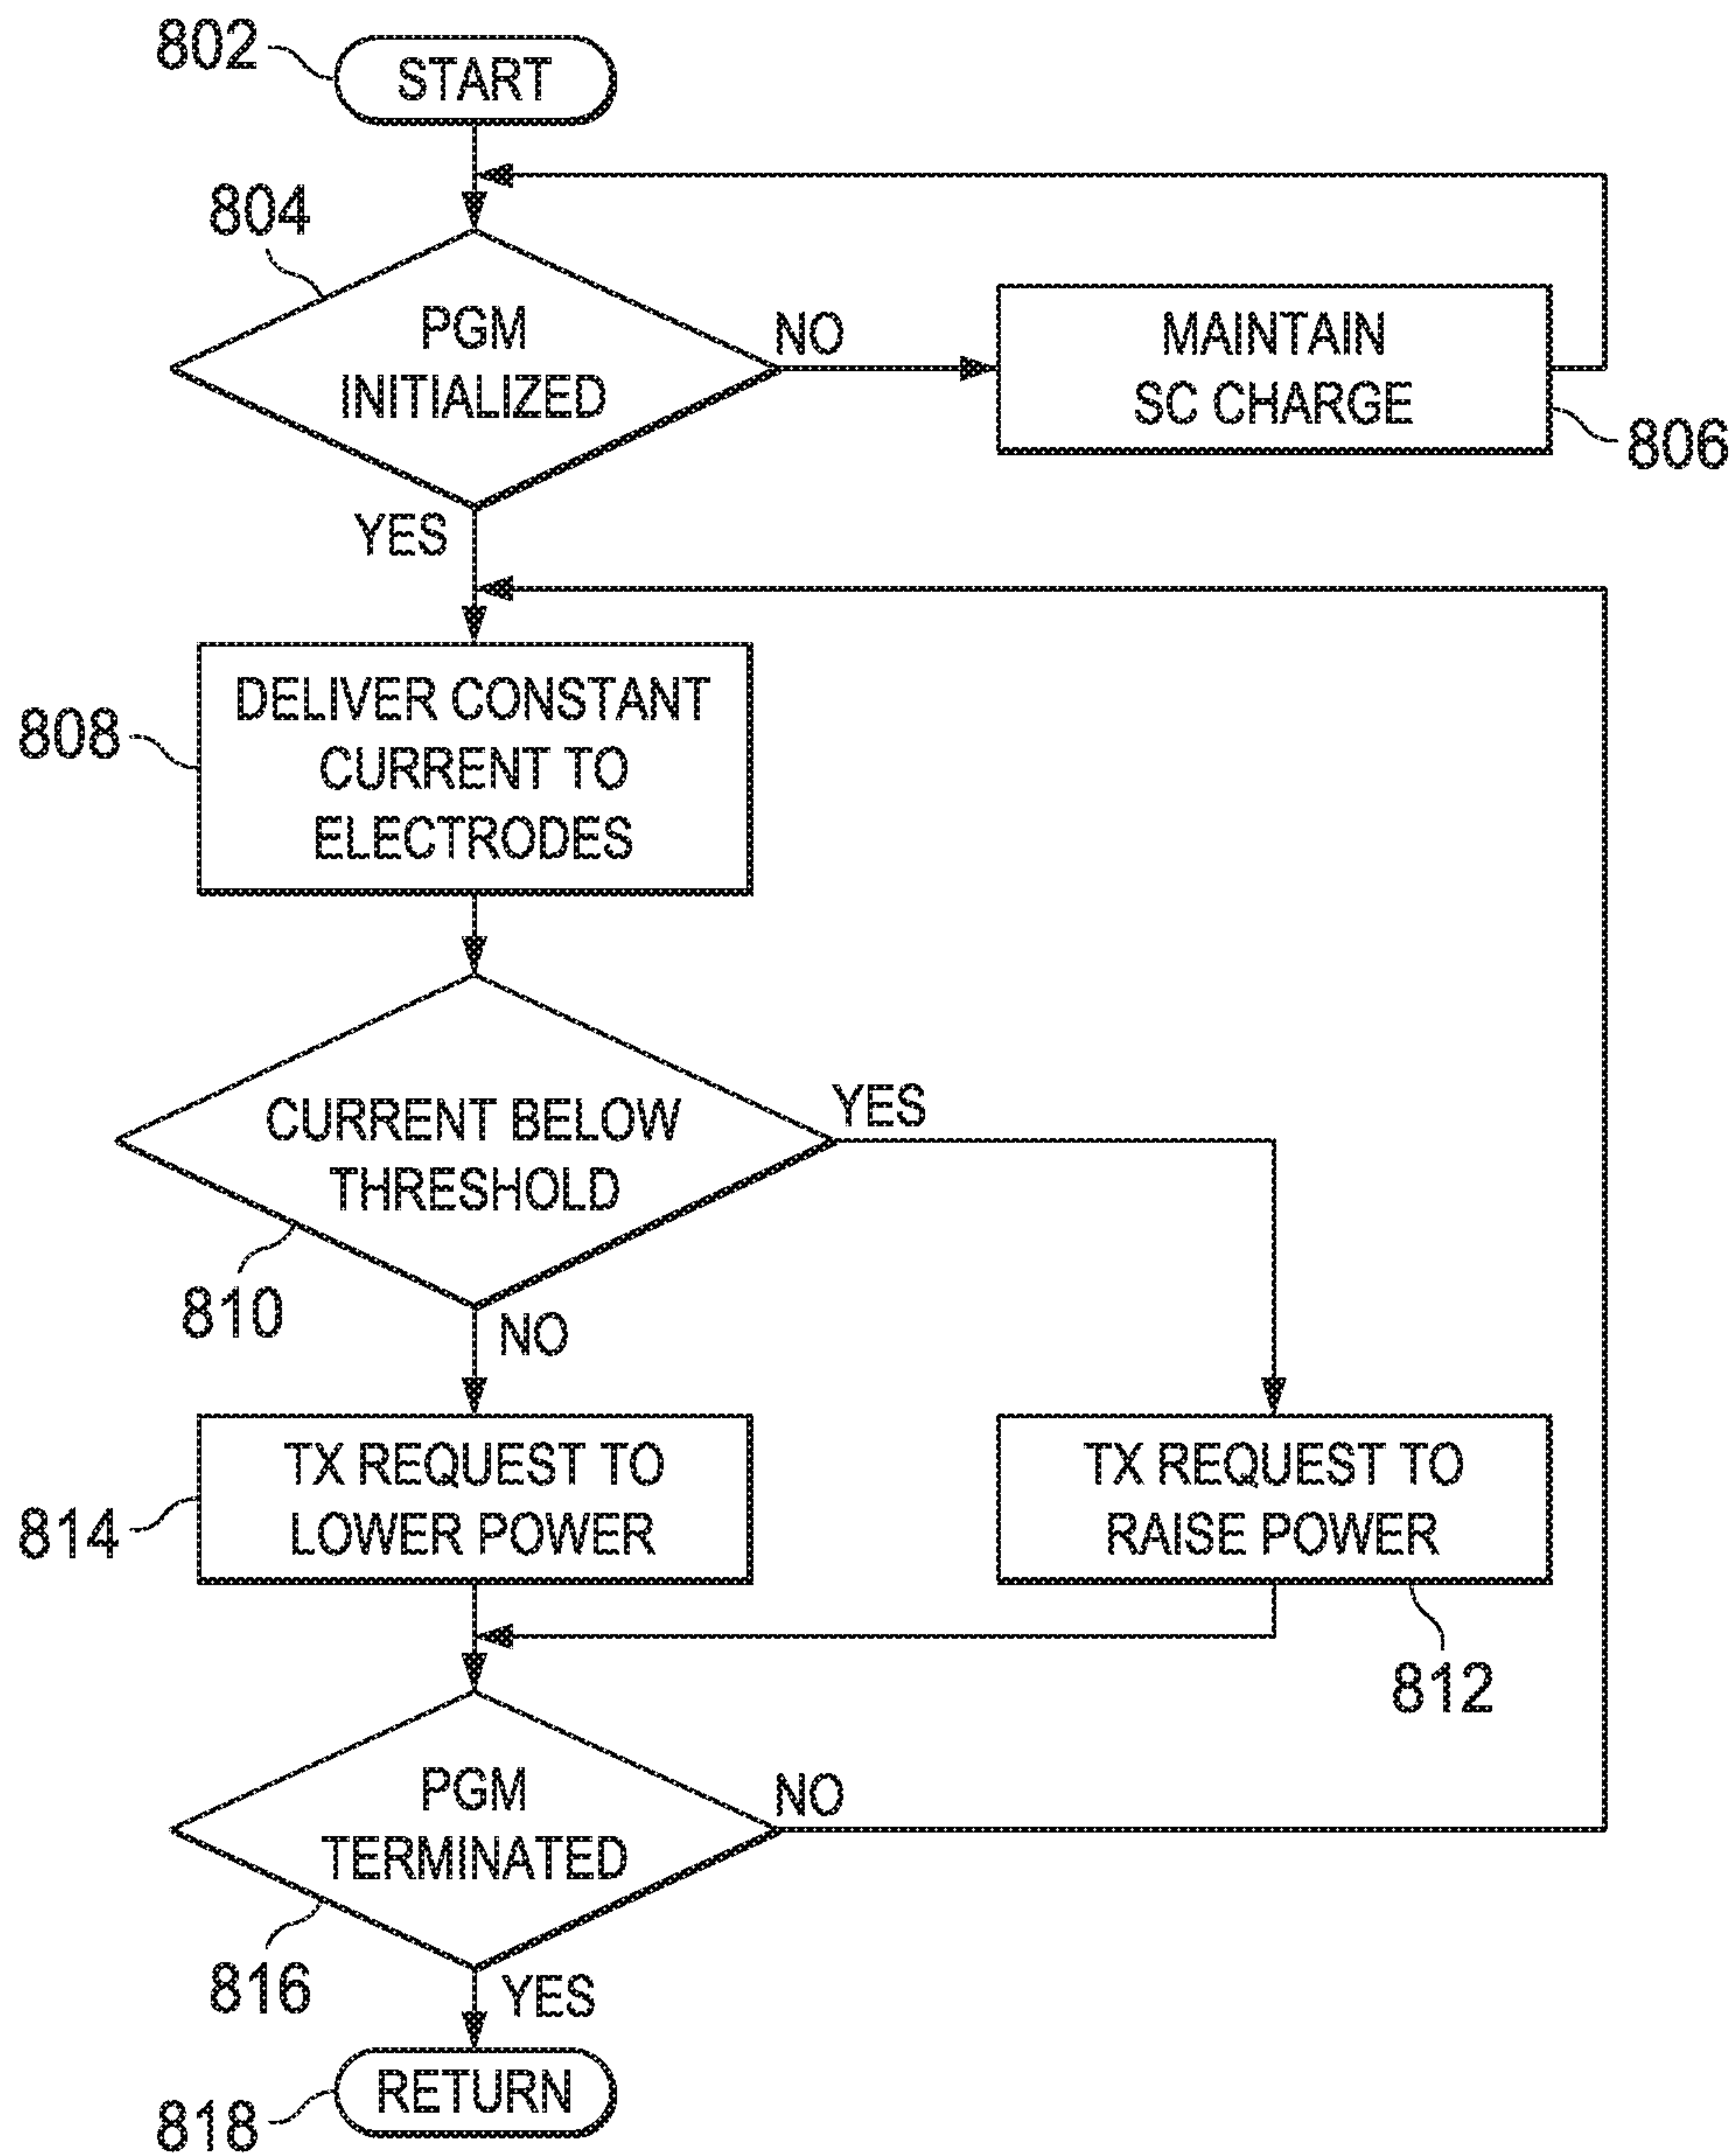 802
START
804
PGM
INITIALIZED
NO
MAINTAIN
SC CHARGE
806
YES
808
DELIVER CONSTANT
CURRENT TO
ELECTRODES
CURRENT BELOW
THRESHOLD
YES
810
NO
814
TX REQUEST TO
LOWER POWER
TX REQUEST TO
RAISE POWER
812
PGM
TERMINATED
NO
816
YES
818
RETURN